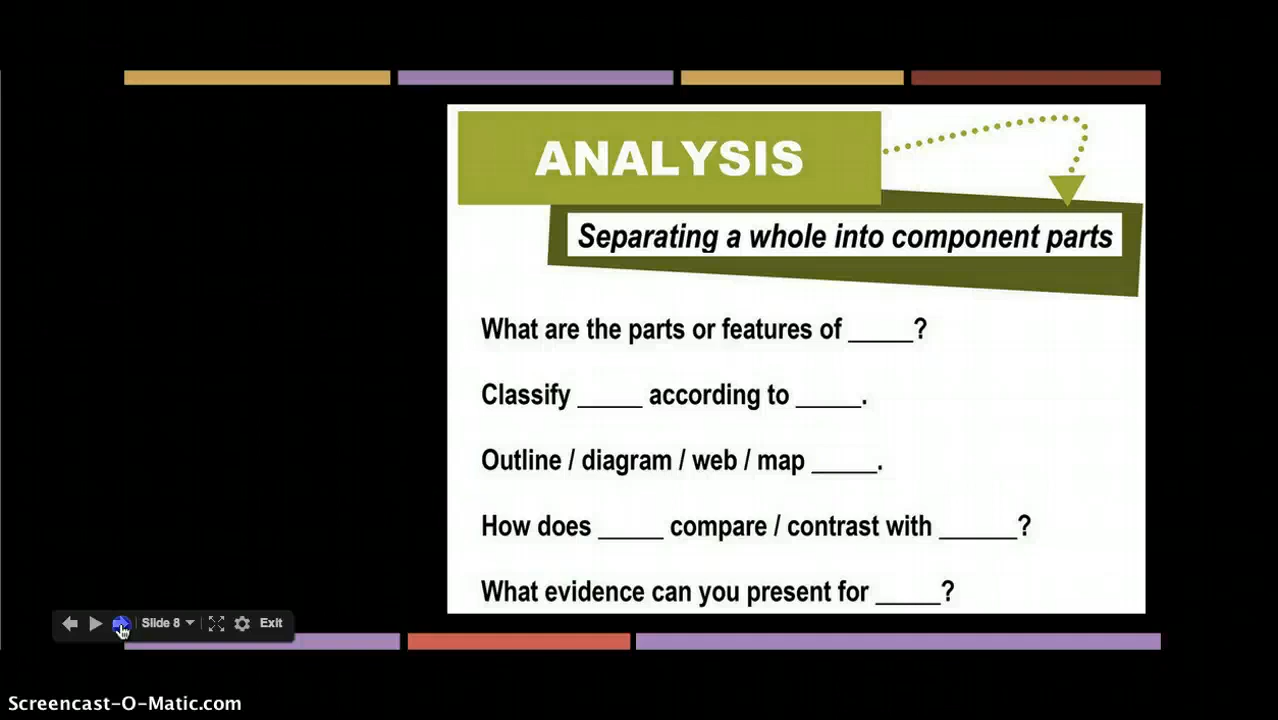 ANALYSIS
Separating a whole into component parts
What are the parts or features of _____?
Classify _____ according to _____.
Outline / diagram / web / map _____.
How does _____ compare / contrast with ______?
What evidence can you present for _____?
Slide 8
Exit
Screencast-O-Matic.com